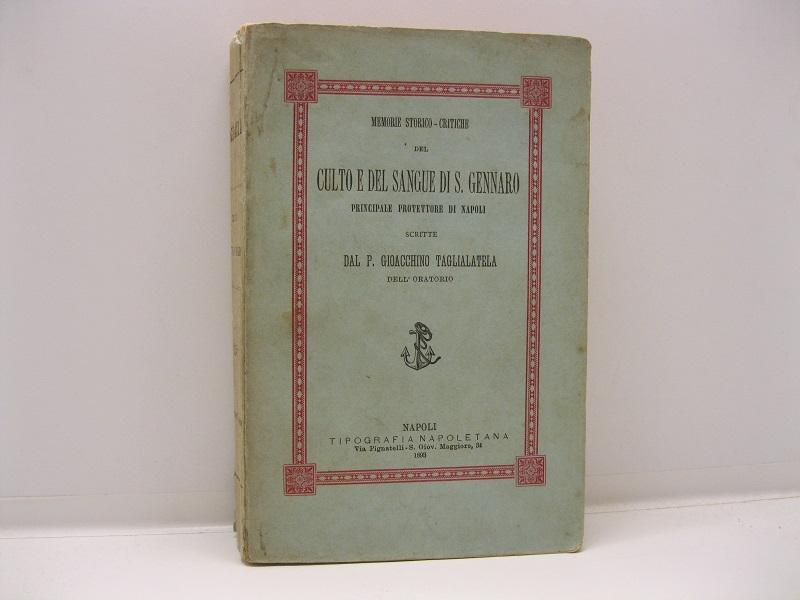 MEMORIE STORICO-CRITICHE
DEL
CULTO E DEL SANGUE DI S. GENNARO
PRINCIPALE PROTETTORE DI NAPOLI
SCRITTE
DAL P. GIOACCHINO TAGLIALATELA
DELL' ORATORIO
NAPOLI
TIPOGRAFIA NAPOLETANA
Via Pignatelli-S. Giov. Maggiore, 34